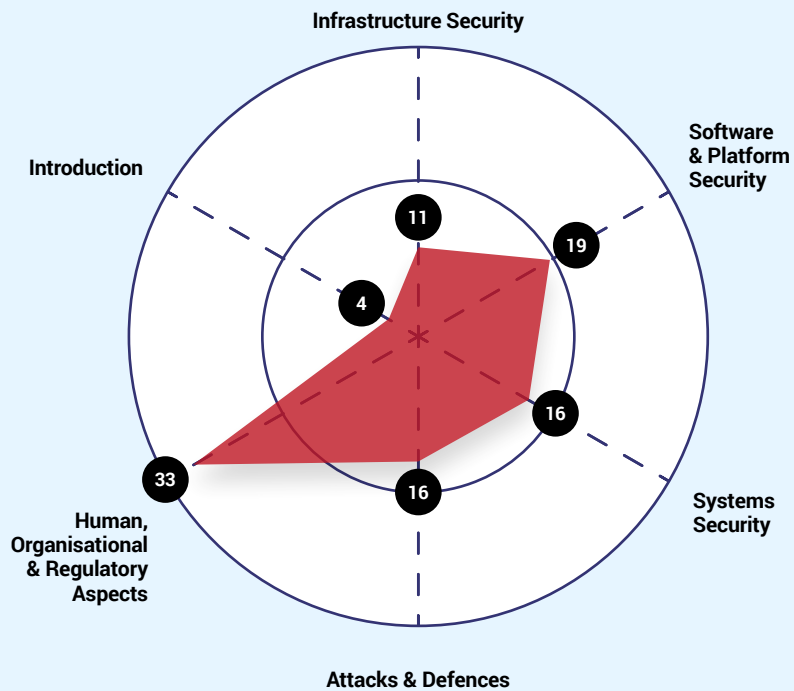 Infrastructure Security
Software
& Platform
Security
Introduction
11
19
4
16
33
16
Systems
Security
Human,
Organisational
& Regulatory
Aspects
Attacks & Defences